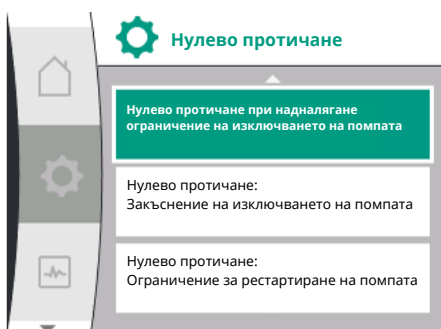 Нулево протичане
Нулево протичане при надналягане
ограничение на изключването на помпата
Нулево протичане:
Закъснение на изключването на помпата
Нулево протичане:
Ограничение за рестартиране на помпата